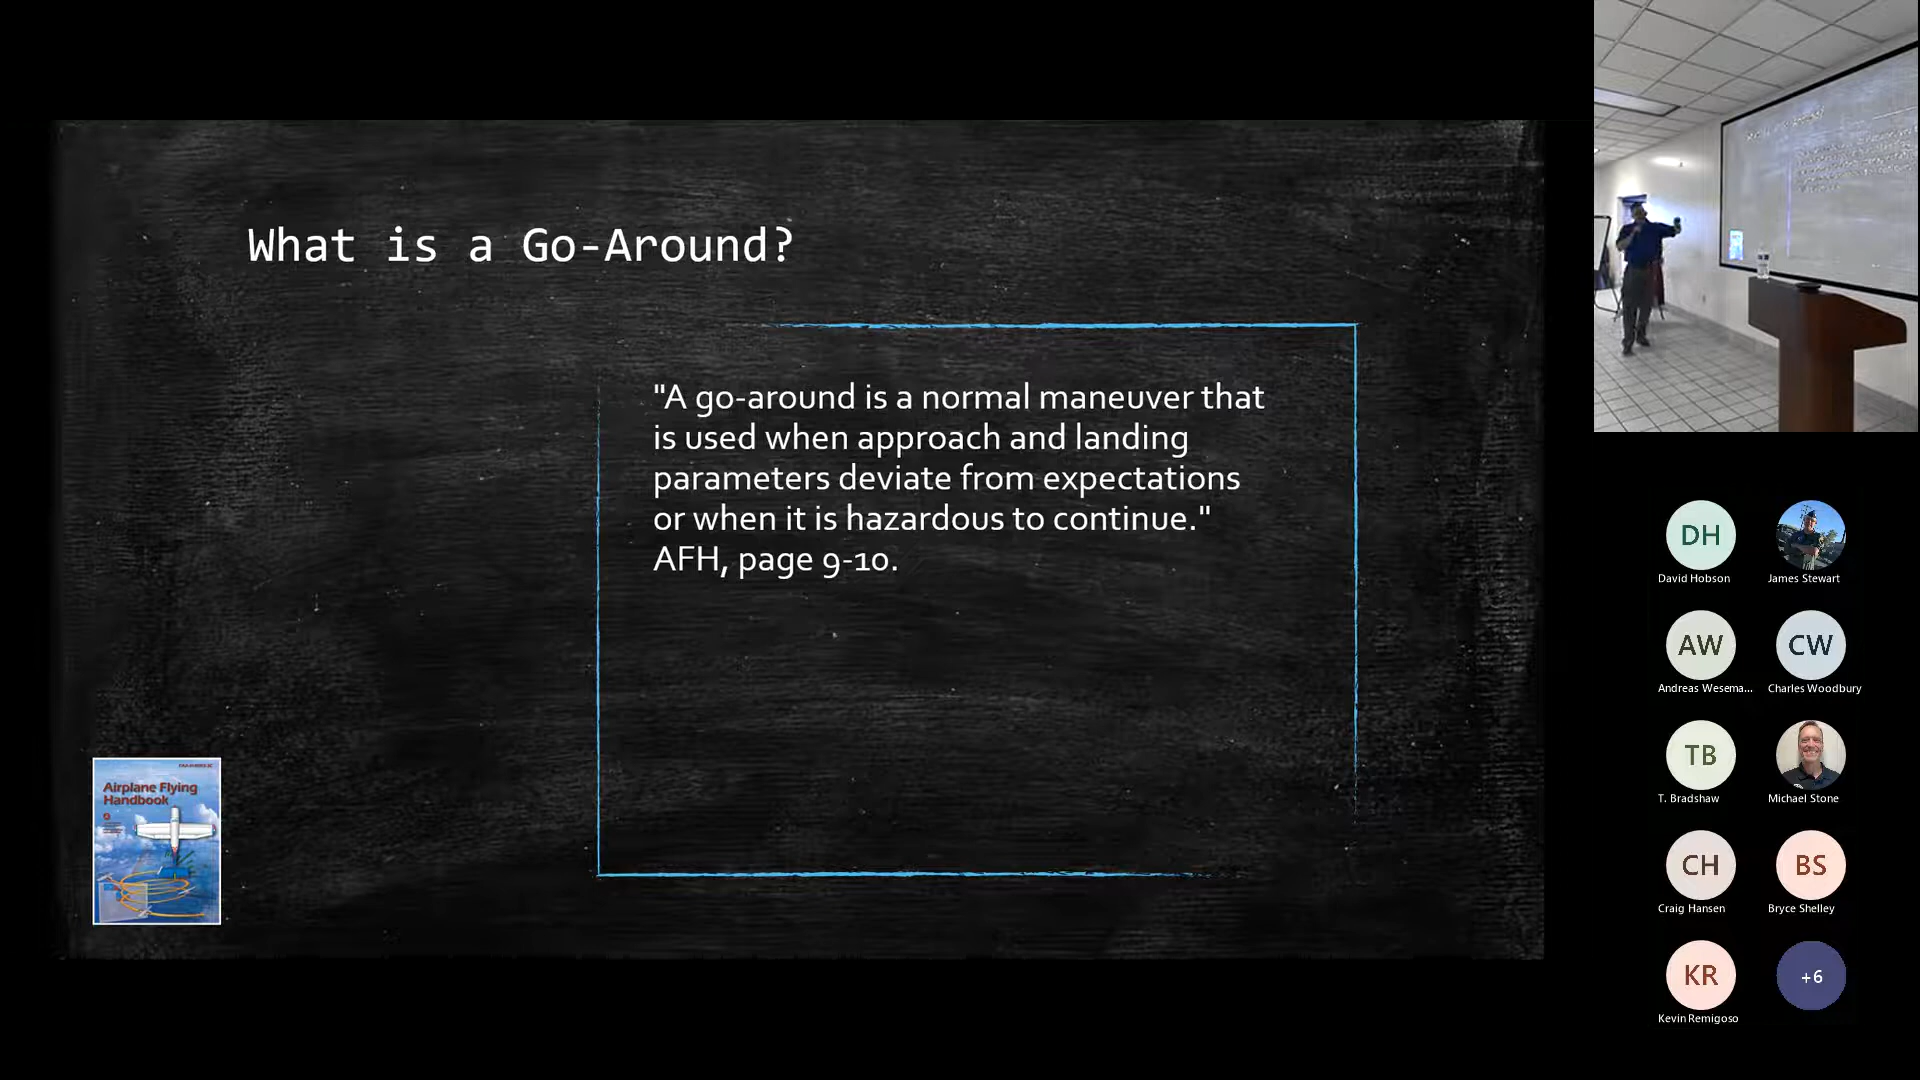 What is a Go-Around?
"A go-around is a normal maneuver that
is used when approach and landing
parameters deviate from expectations
or when it is hazardous to continue."
AFH, page 9-10.
Airplane Flying
Handbook
DH
David Hobson
James Stewart
AW
Andreas Wesema...
CW
Charles Woodbury
TB
T. Bradshaw
Michael Stone
CH
Craig Hansen
BS
Bryce Shelley
KR
Kevin Remigoso
+6